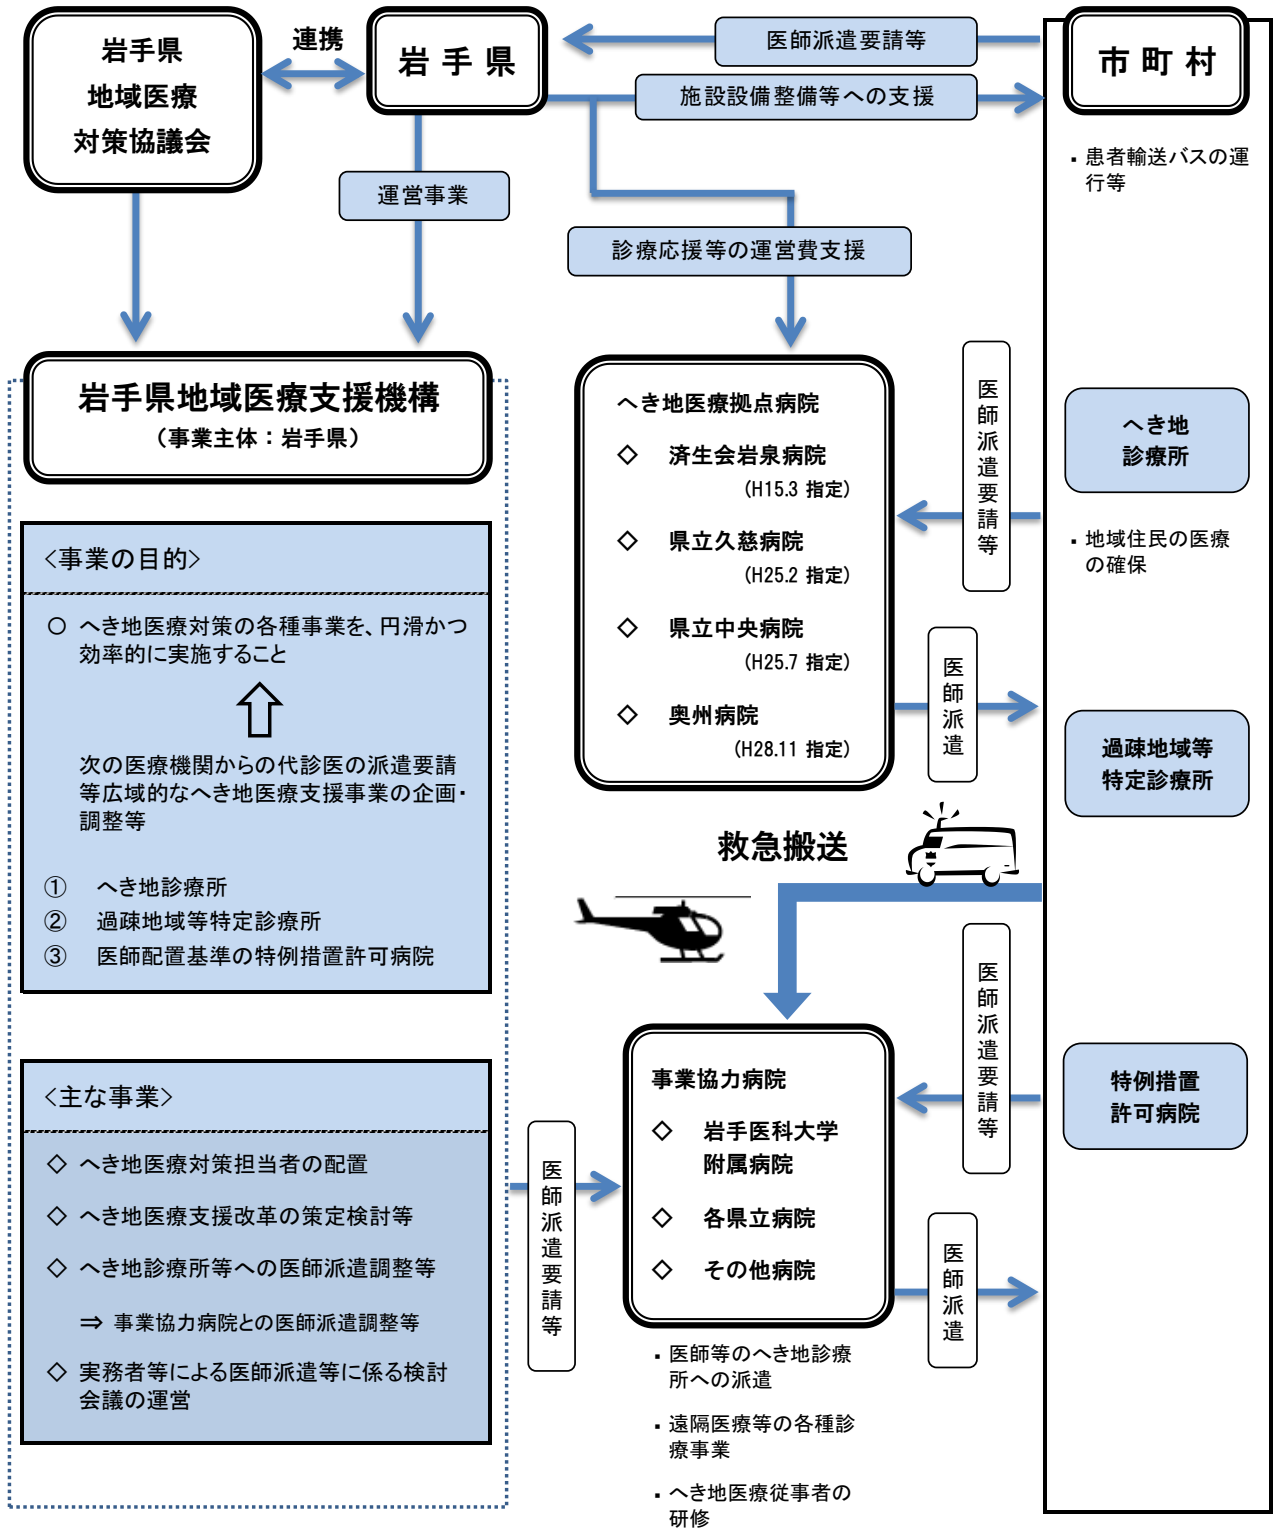 岩手県
地域医療
対策協議会
連携
岩 手 県
医師派遣要請等
施設設備整備等への支援
市 町 村
▪ 患者輸送バスの運
行等
運営事業
診療応援等の運営費支援
岩手県地域医療支援機構
（事業主体：岩手県）
<事業の目的>
○ へき地医療対策の各種事業を、円滑かつ
効率的に実施すること
次の医療機関からの代診医の派遣要請
等広域的なへき地医療支援事業の企画・
調整等
① へき地診療所
② 過疎地域等特定診療所
③ 医師配置基準の特例措置許可病院
<主な事業>
◇ へき地医療対策担当者の配置
◇ へき地医療支援改革の策定検討等
◇ へき地診療所等への医師派遣調整等
⇒ 事業協力病院との医師派遣調整等
◇ 実務者等による医師派遣等に係る検討
会議の運営
へき地医療拠点病院
◇ 済生会岩泉病院
(H15.3 指定)
◇ 県立久慈病院
(H25.2 指定)
◇ 県立中央病院
(H25.7 指定)
◇ 奥州病院
(H28.11 指定)
医師派遣要請等
医師派遣
へき地
診療所
▪ 地域住民の医療
の確保
過疎地域等
特定診療所
救急搬送
医師派遣要請等
特例措置
許可病院
事業協力病院
◇ 岩手医科大学
附属病院
◇ 各県立病院
◇ その他病院
医師派遣要請等
医師派遣
▪ 医師等のへき地診療
所への派遣
▪ 遠隔医療等の各種診
療事業
▪ へき地医療従事者の
研修